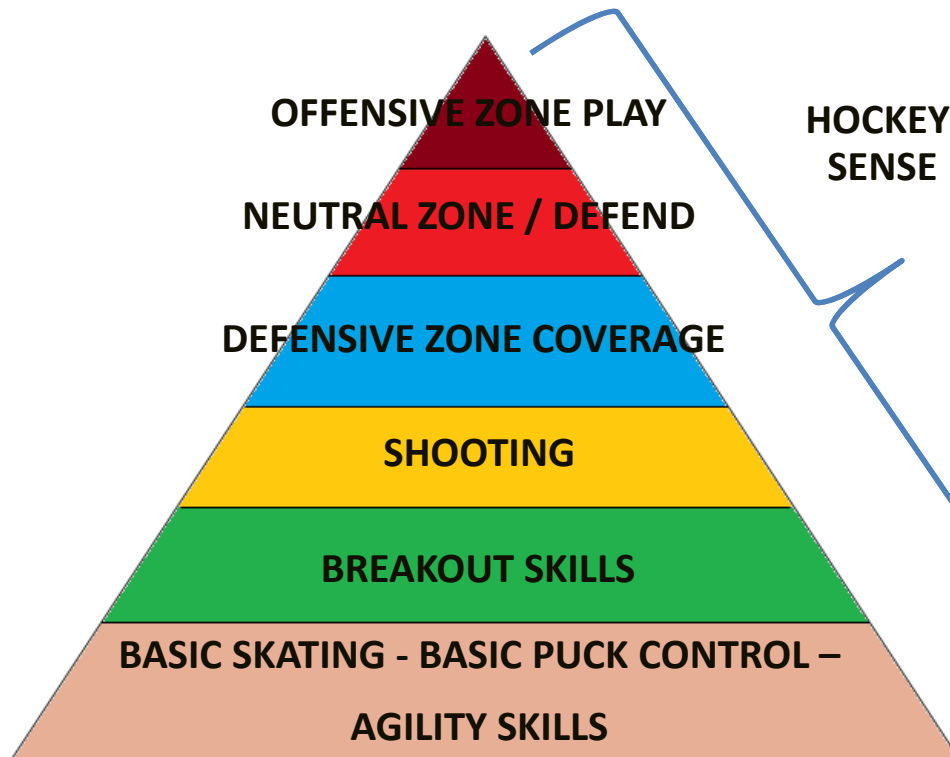 OFFENSIVE ZONE PLAY
HOCKEY
SENSE
NEUTRAL ZONE / DEFEND
DEFENSIVE ZONE COVERAGE
SHOOTING
BREAKOUT SKILLS
BASIC SKATING - BASIC PUCK CONTROL –
AGILITY SKILLS